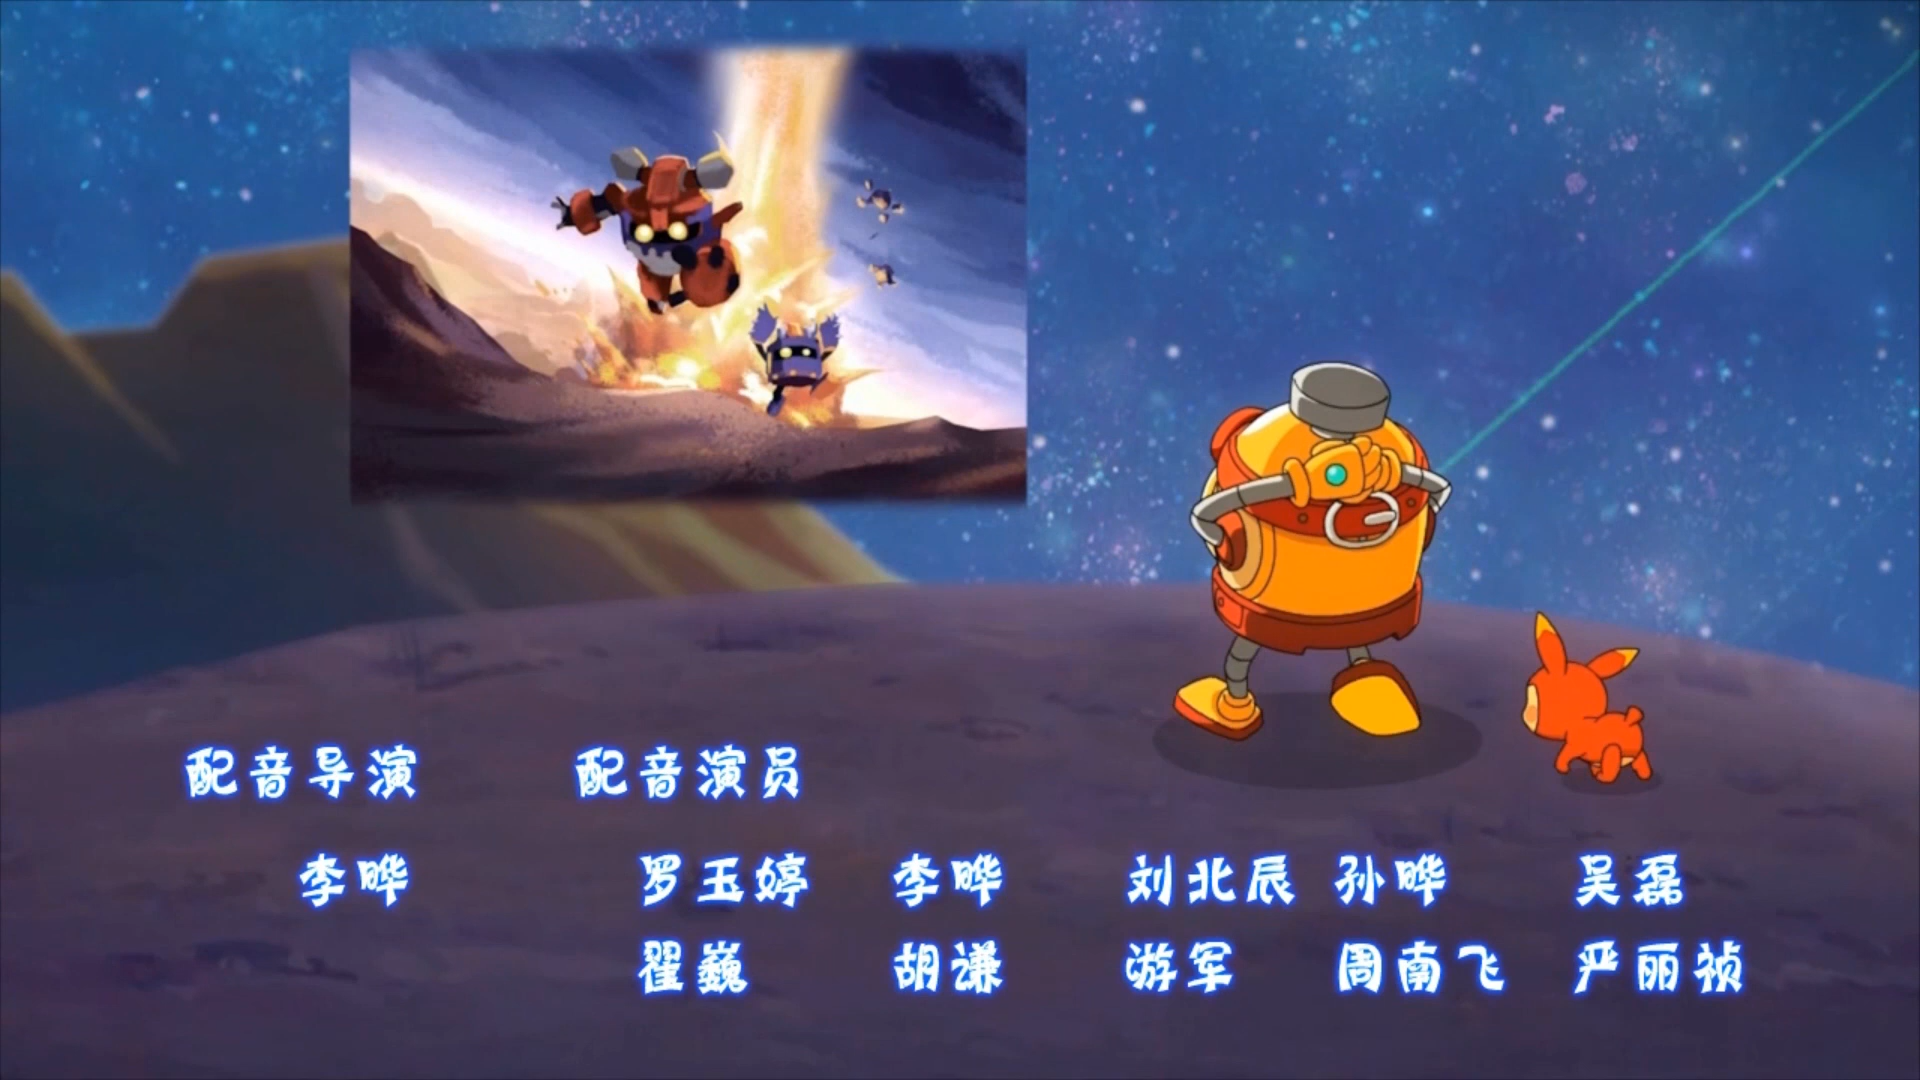 配音导演 配音演员
李晔 罗玉婷 李晔 刘北辰 孙晔 吴磊
翟巍 胡谦 游军 周南飞 严丽祯